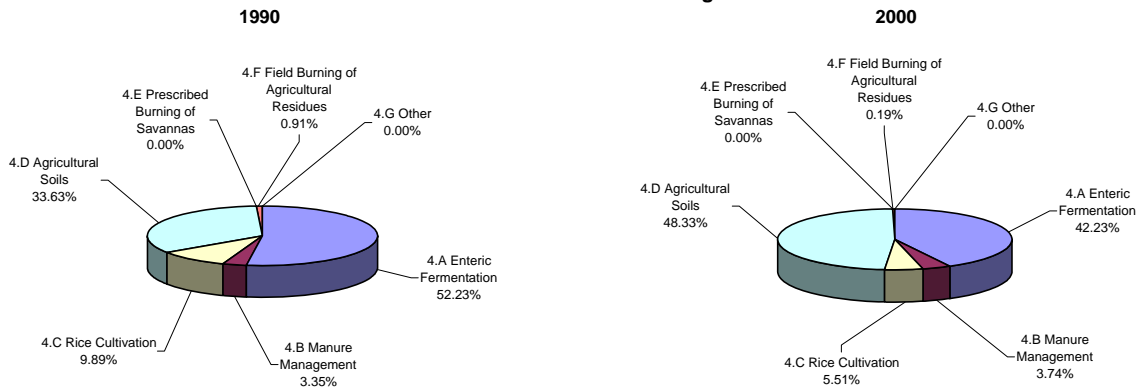 1990
4.F Field Burning of
Agricultural
Residues
0.91%
4.E Prescribed
Burning of
Savannas
0.00%
4.G Other
0.00%
4.D Agricultural
Soils
33.63%
4.A Enteric
Fermentation
52.23%
4.C Rice Cultivation
9.89%
4.B Manure
Management
3.35%
2000
4.F Field Burning of
Agricultural
Residues
0.19%
4.E Prescribed
Burning of
Savannas
0.00%
4.G Other
0.00%
4.D Agricultural
Soils
48.33%
4.A Enteric
Fermentation
42.23%
4.C Rice Cultivation
5.51%
4.B Manure
Management
3.74%